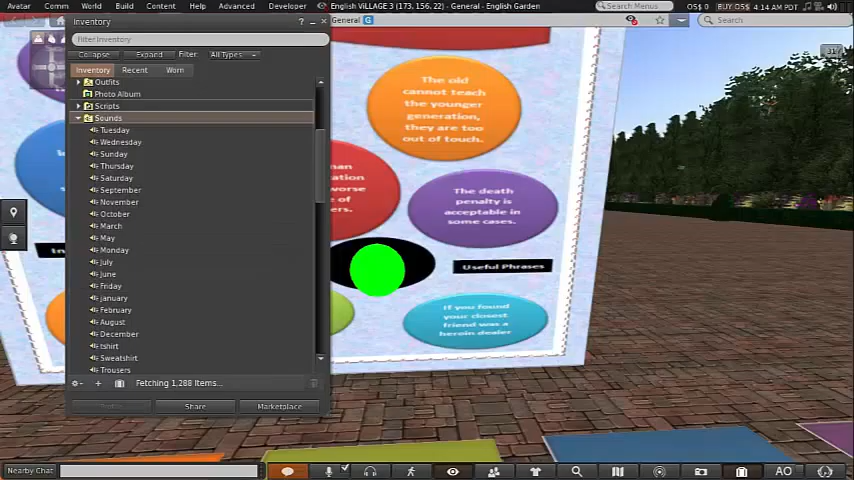 Avatar Comm World Build Content Help Advanced Developer
English ViLLAGE 3 (173, 156, 22) - General - English Garden
Search Menus
OS$ 0 BUY OS$ 4:14 AM PDT
General G
Search
31
Inventory ? _ ×
Filter Inventory
Collapse Expand Filter: All Types
Inventory Recent Worn
Outfits
Photo Album
Scripts
Sounds
Tuesday
Wednesday
Sunday
Thursday
Saturday
September
November
October
March
May
Monday
July
June
Friday
january
February
August
December
tshirt
Sweatshirt
Trousers
Fetching 1,288 Items...
Share
Marketplace
The old
cannot teach
the younger
generation,
they are too
out of touch.
The death
penalty is
acceptable in
some cases.
Useful Phrases
If you found
your closest
friend was a
heroin dealer
Nearby Chat
AO